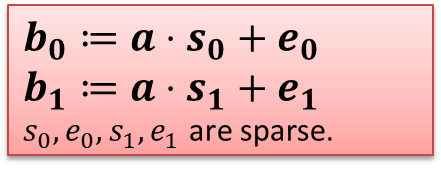 b₀ ≔ a · s₀ + e₀
b₁ ≔ a · s₁ + e₁
s₀, e₀, s₁, e₁ are sparse.